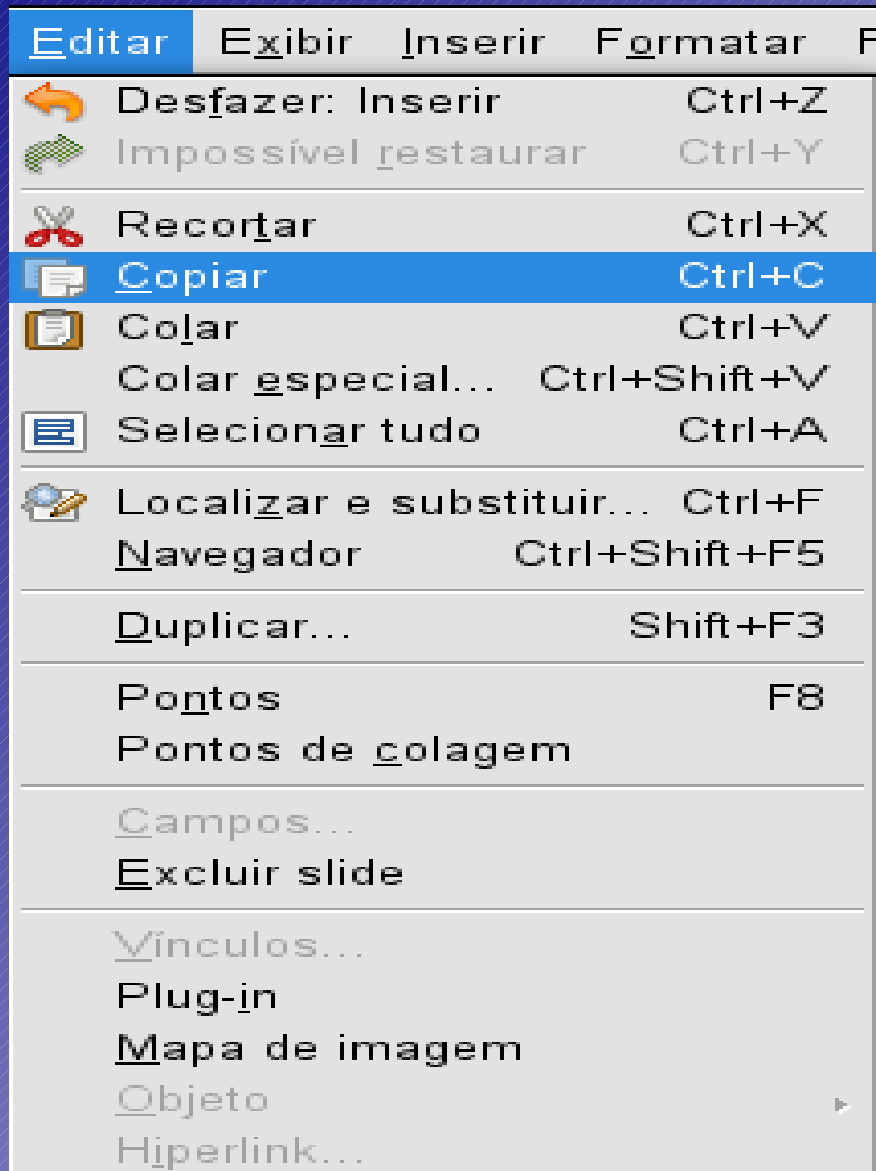 Editar Exibir Inserir Formatar F
Desfazer: Inserir Ctrl+Z
Impossível restaurar Ctrl+Y
Recortar Ctrl+X
Copiar Ctrl+C
Colar Ctrl+V
Colar especial... Ctrl+Shift+V
Selecionar tudo Ctrl+A
Localizar e substituir... Ctrl+F
Navegador Ctrl+Shift+F5
Duplicar... Shift+F3
Pontos F8
Pontos de colagem
Campos...
Excluir slide
Vínculos...
Plug-in
Mapa de imagem
Objeto
Hiperlink...